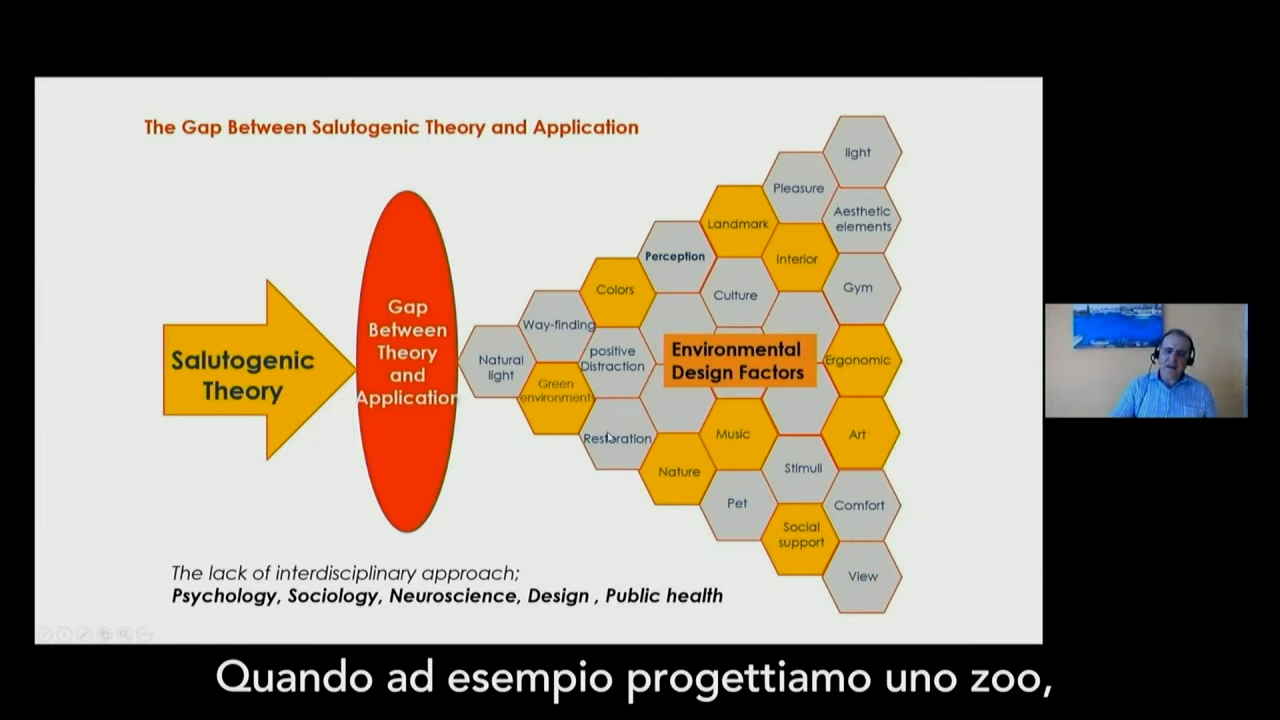 The Gap Between Salutogenic Theory and Application
Salutogenic
Theory
Gap
Between
Theory
and
Application
Natural
light
Way-finding
Green
environments
Colors
positive
Distraction
Restoration
Perception
Nature
Landmark
Culture
Environmental
Design Factors
Music
Pet
Pleasure
Interior
Stimuli
Social
support
light
Aesthetic
elements
Gym
Ergonomic
Art
Comfort
View
The lack of interdisciplinary approach;
Psychology, Sociology, Neuroscience, Design , Public health
Quando ad esempio progettiamo uno zoo,